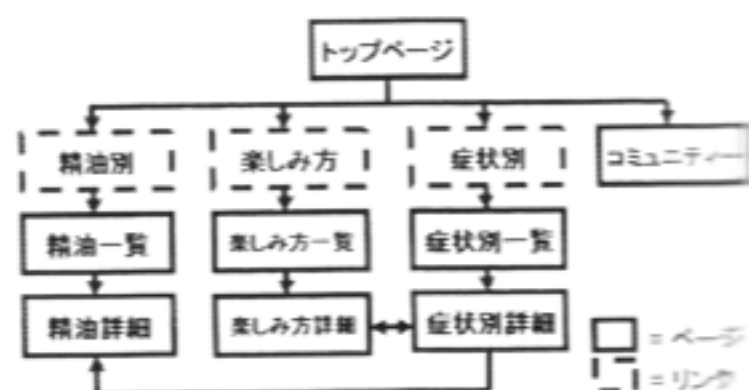 トップページ
精油別
楽しみ方
症状別
コミュニティー
精油一覧
楽しみ方一覧
症状別一覧
精油詳細
楽しみ方詳細
症状別詳細
= ページ
= リンク